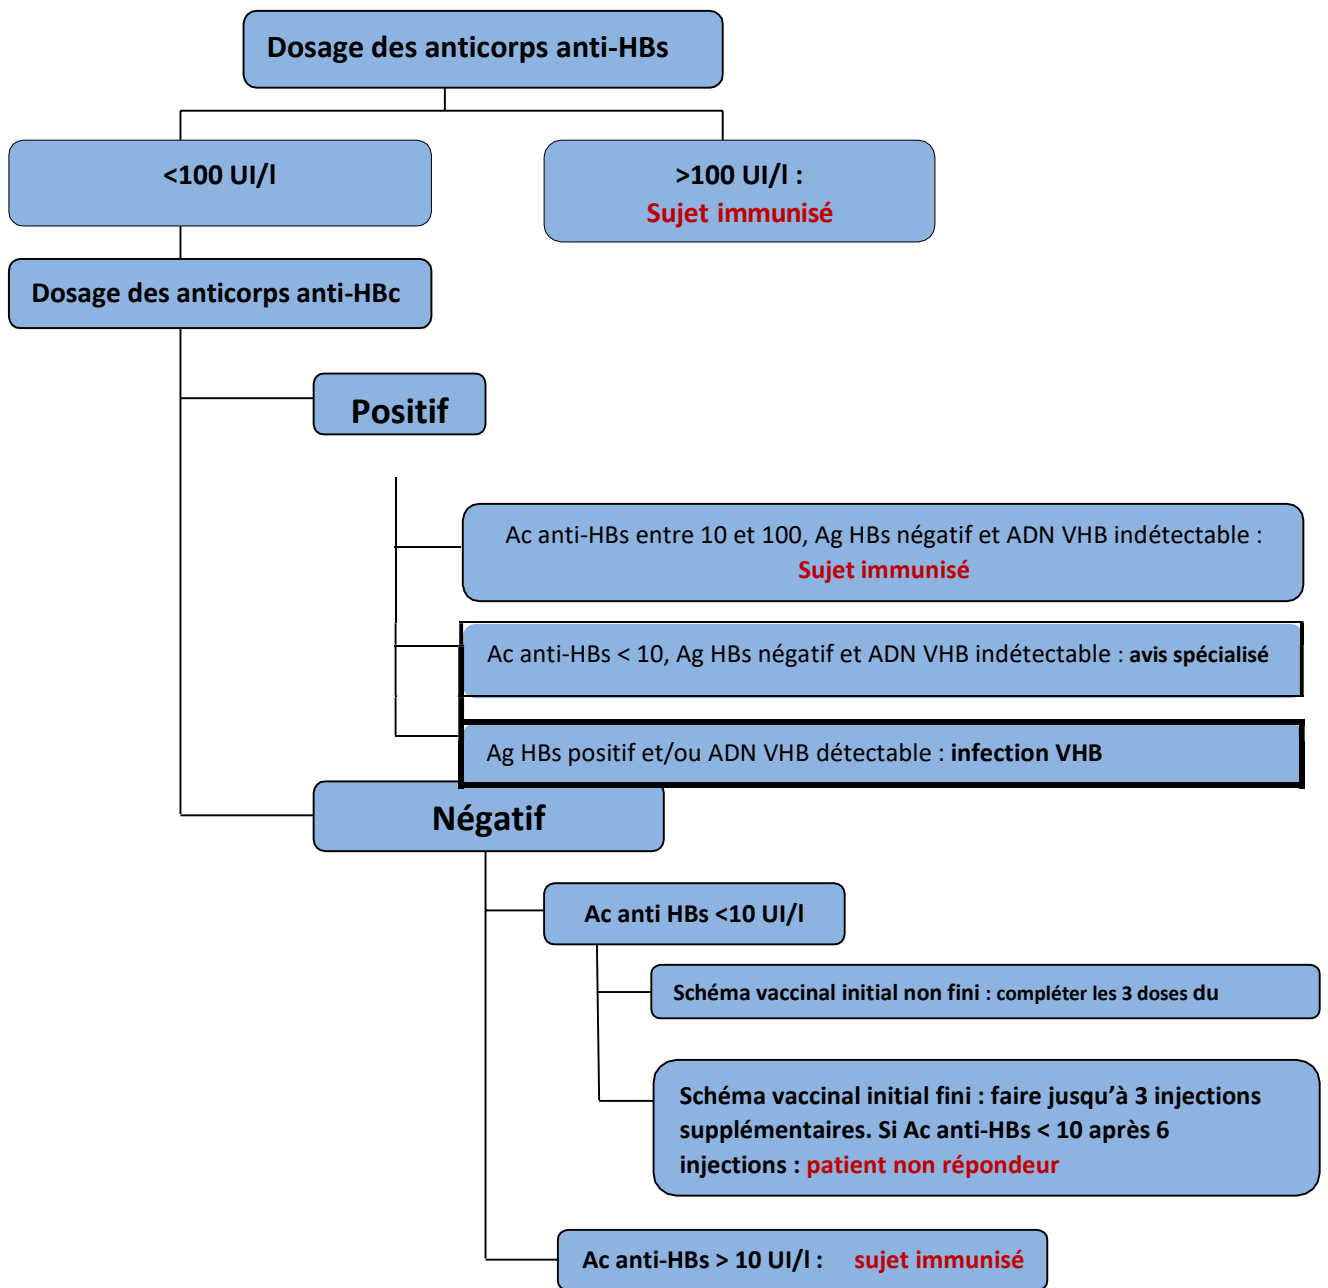 Dosage des anticorps anti-HBs
<100 UI/l
>100 UI/l :
Sujet immunisé
Dosage des anticorps anti-HBc
Positif
Ac anti-HBs entre 10 et 100, Ag HBs négatif et ADN VHB indétectable :
Sujet immunisé
Ac anti-HBs < 10, Ag HBs négatif et ADN VHB indétectable : avis spécialisé
Ag HBs positif et/ou ADN VHB détectable : infection VHB
Négatif
Ac anti HBs <10 UI/l
Schéma vaccinal initial non fini : compléter les 3 doses du
Schéma vaccinal initial fini : faire jusqu’à 3 injections
supplémentaires. Si Ac anti-HBs < 10 après 6
injections : patient non répondeur
Ac anti-HBs > 10 UI/l : sujet immunisé